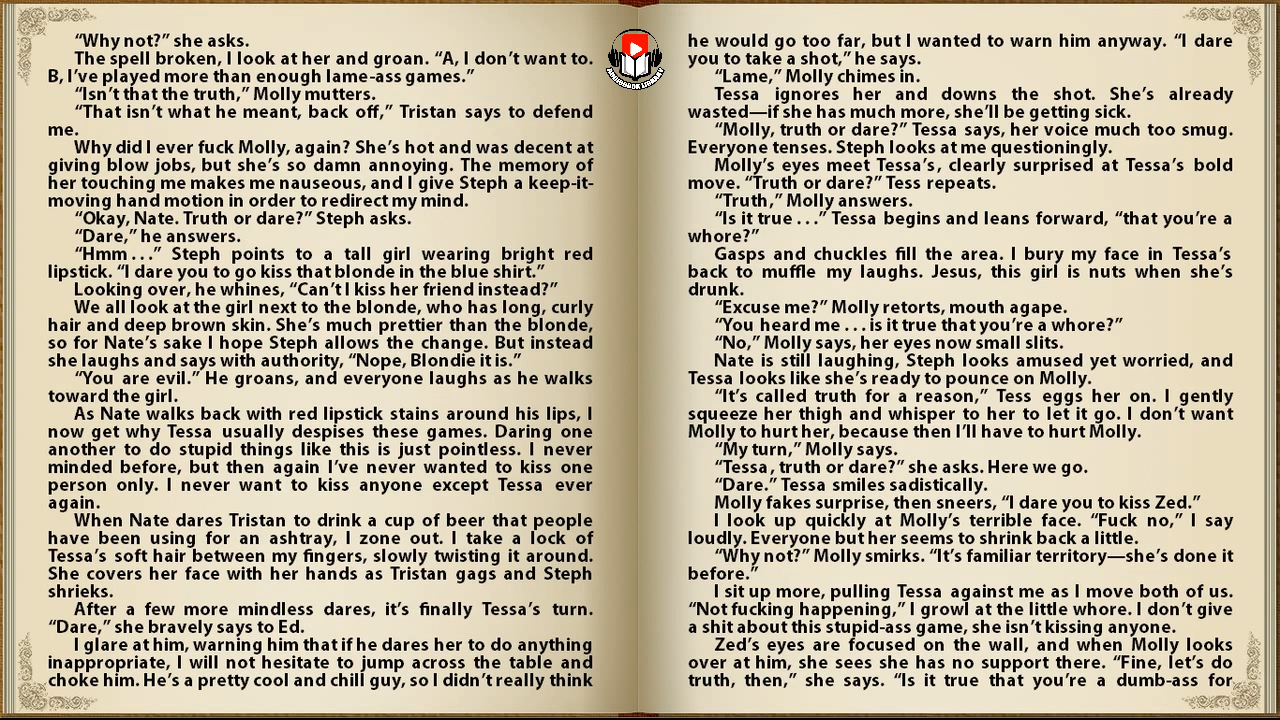 “Why not?” she asks.
The spell broken, I look at her and groan. “A, I don’t want to.
B, I’ve played more than enough lame-ass games.”
“Isn’t that the truth,” Molly mutters.
“That isn’t what he meant, back off,” Tristan says to defend
me.
Why did I ever fuck Molly, again? She’s hot and was decent at
giving blow jobs, but she’s so damn annoying. The memory of
her touching me makes me nauseous, and I give Steph a keep-it-
moving hand motion in order to redirect my mind.
“Okay, Nate. Truth or dare?” Steph asks.
“Dare,” he answers.
“Hmm . . .” Steph points to a tall girl wearing bright red
lipstick. “I dare you to go kiss that blonde in the blue shirt.”
Looking over, he whines, “Can’t I kiss her friend instead?”
We all look at the girl next to the blonde, who has long, curly
hair and deep brown skin. She’s much prettier than the blonde,
so for Nate’s sake I hope Steph allows the change. But instead
she laughs and says with authority, “Nope, Blondie it is.”
“You are evil.” He groans, and everyone laughs as he walks
toward the girl.
As Nate walks back with red lipstick stains around his lips, I
now get why Tessa usually despises these games. Daring one
another to do stupid things like this is just pointless. I never
minded before, but then again I’ve never wanted to kiss one
person only. I never want to kiss anyone except Tessa ever
again.
When Nate dares Tristan to drink a cup of beer that people
have been using for an ashtray, I zone out. I take a lock of
Tessa’s soft hair between my fingers, slowly twisting it around.
She covers her face with her hands as Tristan gags and Steph
shrieks.
After a few more mindless dares, it’s finally Tessa’s turn.
“Dare,” she bravely says to Ed.
I glare at him, warning him that if he dares her to do anything
inappropriate, I will not hesitate to jump across the table and
choke him. He’s a pretty cool and chill guy, so I didn’t really think
he would go too far, but I wanted to warn him anyway. “I dare
you to take a shot,” he says.
“Lame,” Molly chimes in.
Tessa ignores her and downs the shot. She’s already
wasted—if she has much more, she’ll be getting sick.
“Molly, truth or dare?” Tessa says, her voice much too smug.
Everyone tenses. Steph looks at me questioningly.
Molly’s eyes meet Tessa’s, clearly surprised at Tessa’s bold
move. “Truth or dare?” Tess repeats.
“Truth,” Molly answers.
“Is it true . . .” Tessa begins and leans forward, “that you’re a
whore?”
Gasps and chuckles fill the area. I bury my face in Tessa’s
back to muffle my laughs. Jesus, this girl is nuts when she’s
drunk.
“Excuse me?” Molly retorts, mouth agape.
“You heard me . . . is it true that you’re a whore?”
“No,” Molly says, her eyes now small slits.
Nate is still laughing, Steph looks amused yet worried, and
Tessa looks like she’s ready to pounce on Molly.
“It’s called truth for a reason,” Tess eggs her on. I gently
squeeze her thigh and whisper to her to let it go. I don’t want
Molly to hurt her, because then I’ll have to hurt Molly.
“My turn,” Molly says.
“Tessa , truth or dare?” she asks. Here we go.
“Dare.” Tessa smiles sadistically.
Molly fakes surprise, then sneers, “I dare you to kiss Zed.”
I look up quickly at Molly’s terrible face. “Fuck no,” I say
loudly. Everyone but her seems to shrink back a little.
“Why not?” Molly smirks. “It’s familiar territory—she’s done it
before.”
I sit up more, pulling Tessa against me as I move both of us.
“Not fucking happening,” I growl at the little whore. I don’t give
a shit about this stupid-ass game, she isn’t kissing anyone.
Zed’s eyes are focused on the wall, and when Molly looks
over at him, she sees she has no support there. “Fine, let’s do
truth, then,” she says. “Is it true that you’re a dumb-ass for